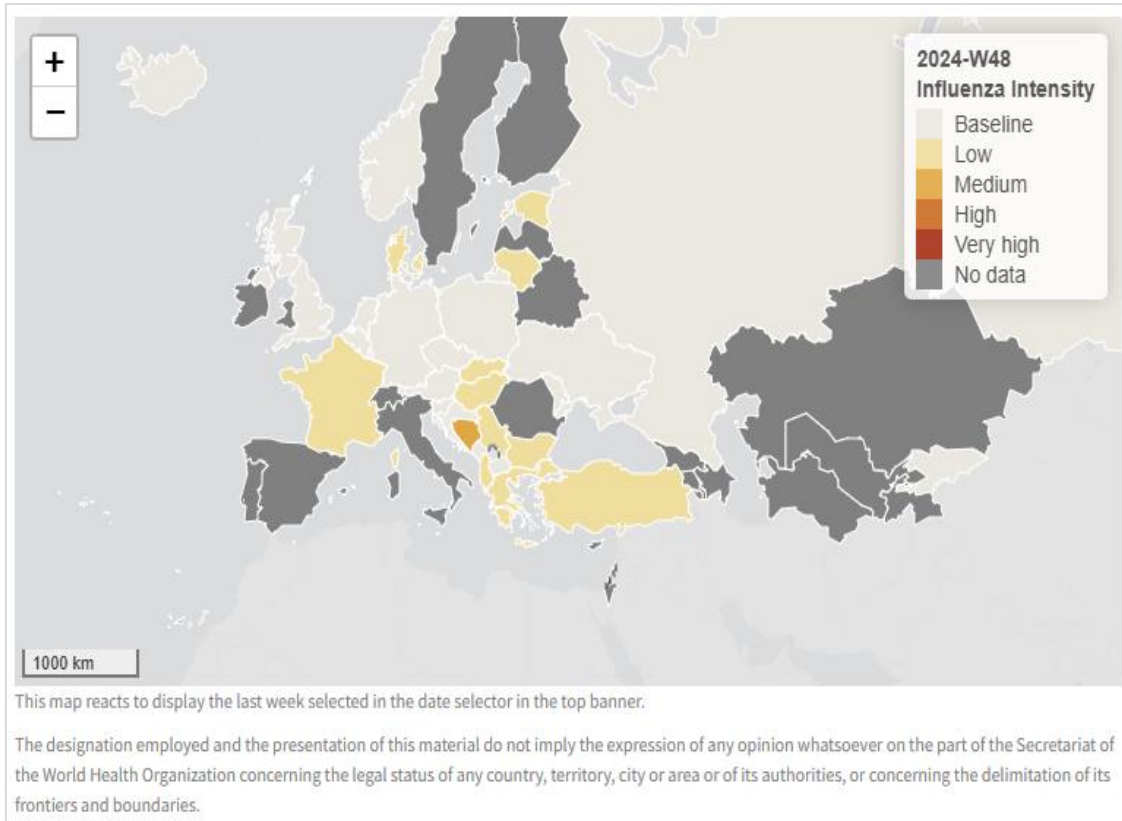 +
−
2024-W48
Influenza Intensity
Baseline
Low
Medium
High
Very high
No data
1000 km
This map reacts to display the last week selected in the date selector in the top banner.
The designation employed and the presentation of this material do not imply the expression of any opinion whatsoever on the part of the Secretariat of
the World Health Organization concerning the legal status of any country, territory, city or area or of its authorities, or concerning the delimitation of its
frontiers and boundaries.